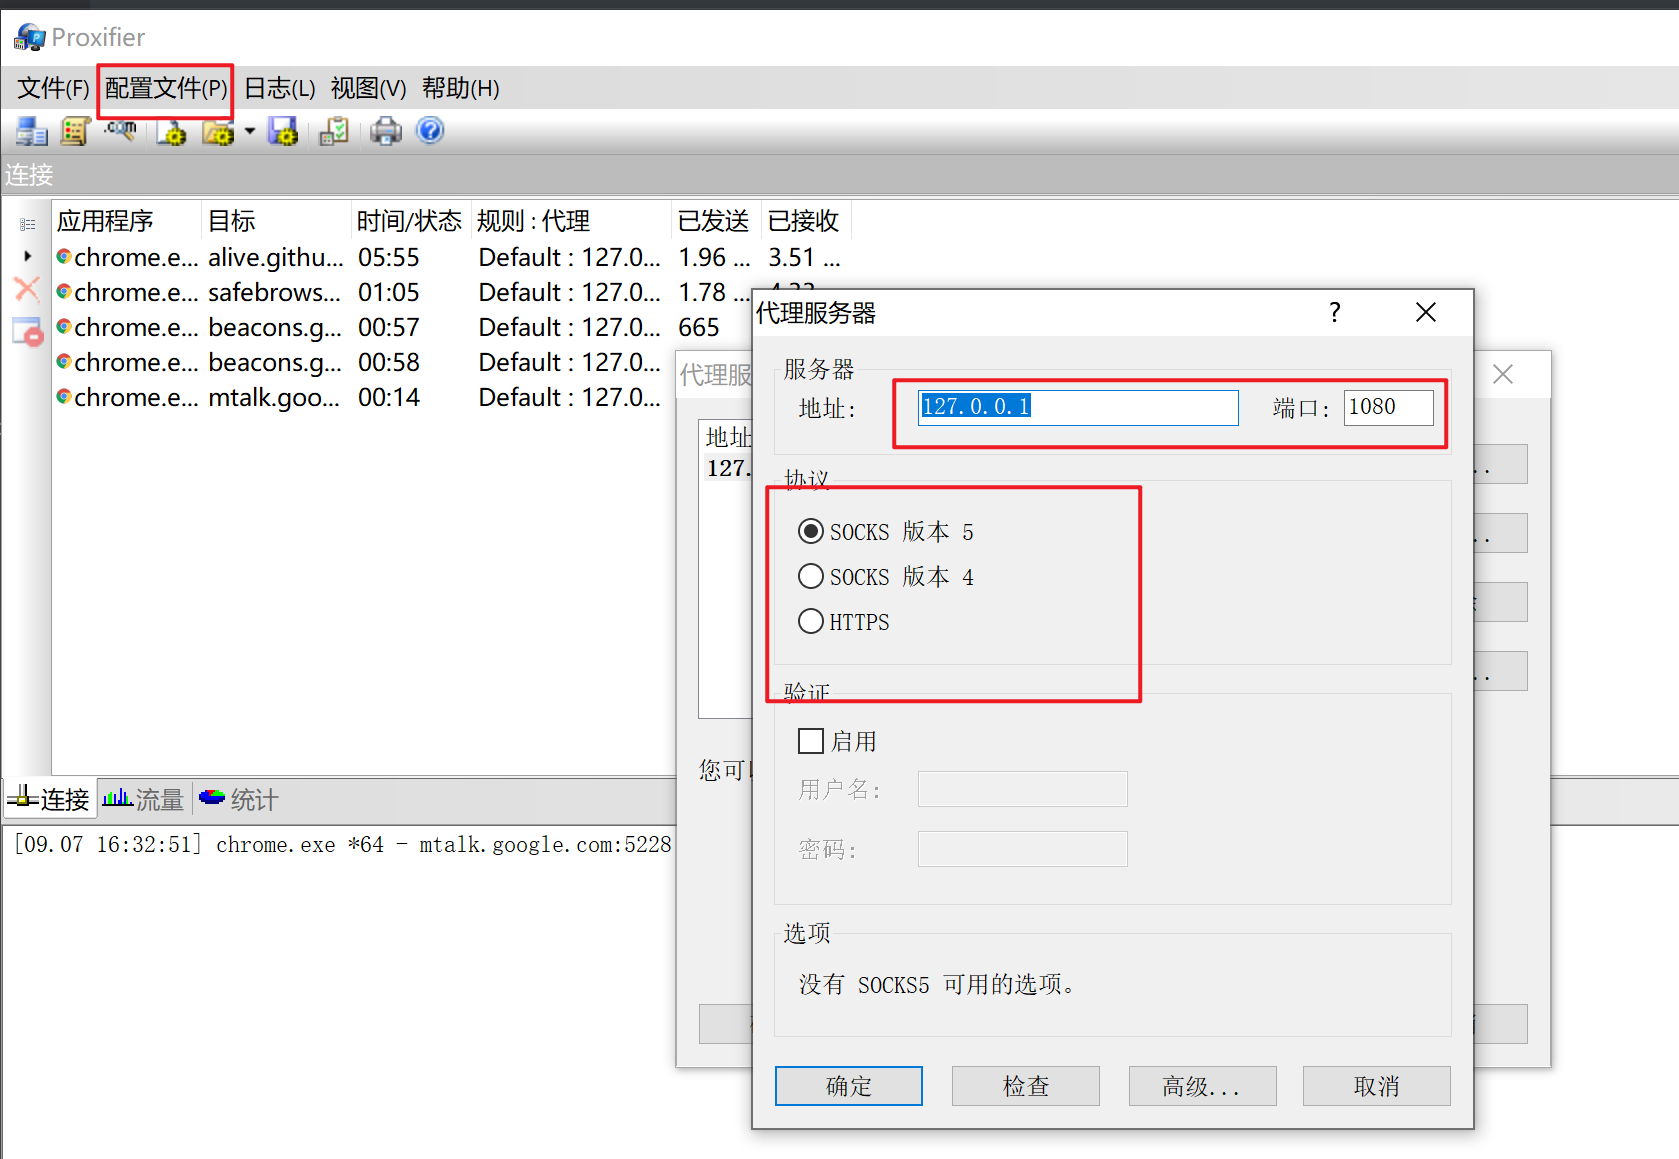 Proxifier
文件(F) 配置文件(P) 日志(L) 视图(V) 帮助(H)
.com
连接
应用程序 目标 时间/状态 规则 : 代理 已发送 已接收
chrome.e... alive.githu... 05:55 Default : 127.0... 1.96 ... 3.51 ...
chrome.e... safebrows... 01:05 Default : 127.0... 1.78 ...
chrome.e... beacons.g... 00:57 Default : 127.0... 665
chrome.e... beacons.g... 00:58 Default : 127.0...
chrome.e... mtalk.goo... 00:14 Default : 127.0...
连接 流量 统计
[09.07 16:32:51] chrome.exe *64 - mtalk.google.com:5228
代理服
地址
127.
您可
代理服务器
服务器
地址: 127.0.0.1 端口: 1080
协议
SOCKS 版本 5
SOCKS 版本 4
HTTPS
验证
启用
用户名:
密码:
选项
没有 SOCKS5 可用的选项。
确定 检查 高级... 取消